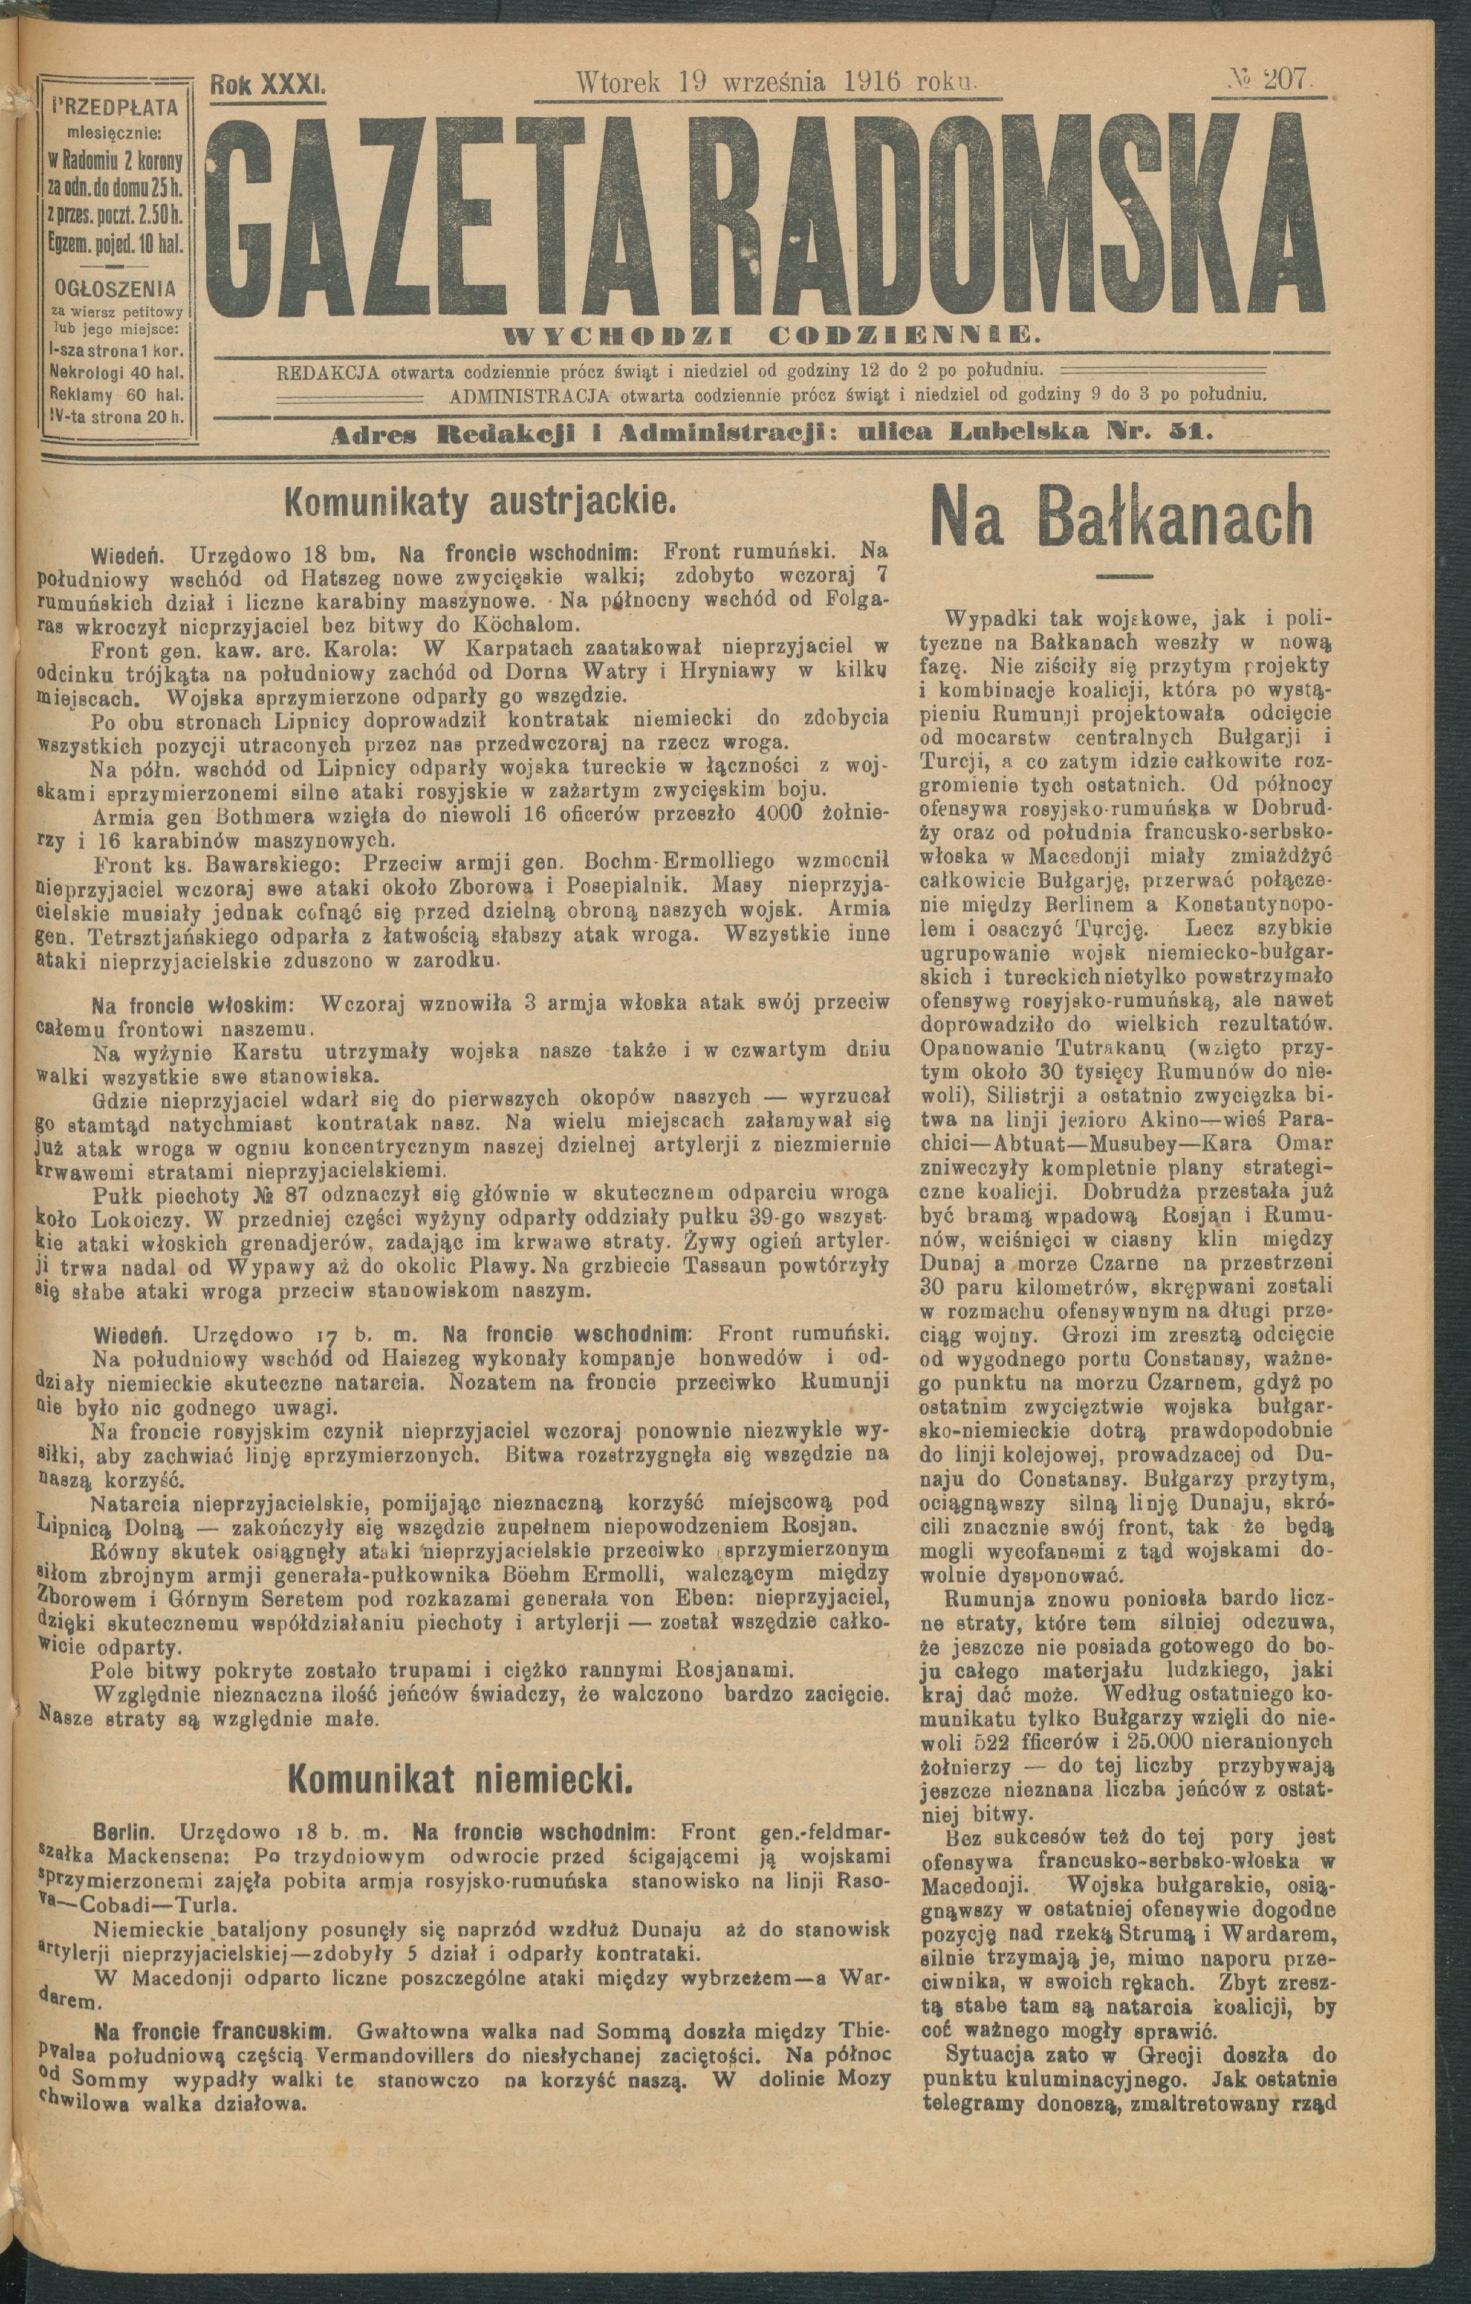 PRZEDPŁATA
miesięcznie:
w Radomiu 2 korony
za odn. do domu 25 h.
z przes. poczt. 2.50 h.
Egzem. pojed. 10 hal.
OGŁOSZENIA
za wiersz petitowy
lub jego miejsce:
I-sza strona 1 kor.
Nekrologi 40 hal.
Reklamy 60 hal.
IV-ta strona 20 h.
Rok XXXI.
Wtorek 19 września 1916 roku.
№ 207.
GAZETA RADOMSKA
WYCHODZI CODZIENNIE.
REDAKCJA otwarta codziennie prócz świąt i niedziel od godziny 12 do 2 po południu.
ADMINISTRACJA otwarta codziennie prócz świąt i niedziel od godziny 9 do 3 po południu.
Adres Redakcji i Administracji: ulica Lubelska Nr. 51.
Komunikaty austrjackie.
Wiedeń. Urzędowo 18 bm. Na froncie wschodnim: Front rumuński. Na
południowy wschód od Hatszeg nowe zwycięskie walki; zdobyto wczoraj 7
rumuńskich dział i liczne karabiny maszynowe. Na północny wschód od Folga-
ras wkroczył nieprzyjaciel bez bitwy do Köchalom.
Front gen. kaw. arc. Karola: W Karpatach zaatakował nieprzyjaciel w
odcinku trójkąta na południowy zachód od Dorna Watry i Hryniawy w kilku
miejscach. Wojska sprzymierzone odparły go wszędzie.
Po obu stronach Lipnicy doprowadził kontratak niemiecki do zdobycia
wszystkich pozycji utraconych przez nas przedwczoraj na rzecz wroga.
Na półn. wschód od Lipnicy odparły wojska tureckie w łączności z woj-
skami sprzymierzonemi silne ataki rosyjskie w zażartym zwycięskim boju.
Armia gen Bothmera wzięła do niewoli 16 oficerów przeszło 4000 żołnie-
rzy i 16 karabinów maszynowych.
Front ks. Bawarskiego: Przeciw armji gen. Bochm-Ermolliego wzmocnił
nieprzyjaciel wczoraj swe ataki około Zborowa i Posepialnik. Masy nieprzyja-
cielskie musiały jednak cofnąć się przed dzielną obroną naszych wojsk. Armia
gen. Tetrsztjańskiego odparła z łatwością słabszy atak wroga. Wszystkie inne
ataki nieprzyjacielskie zduszono w zarodku.
Na froncie włoskim: Wczoraj wznowiła 3 armja włoska atak swój przeciw
całemu frontowi naszemu.
Na wyżynie Karstu utrzymały wojska nasze także i w czwartym dniu
walki wszystkie swe stanowiska.
Gdzie nieprzyjaciel wdarł się do pierwszych okopów naszych — wyrzucał
go stamtąd natychmiast kontratak nasz. Na wielu miejscach załamywał się
już atak wroga w ogniu koncentrycznym naszej dzielnej artylerji z niezmiernie
krwawemi stratami nieprzyjacielskiemi.
Pułk piechoty № 87 odznaczył się głównie w skutecznem odparciu wroga
koło Lokoiczy. W przedniej części wyżyny odparły oddziały pułku 39-go wszyst-
kie ataki włoskich grenadjerów, zadając im krwawe straty. Żywy ogień artyler-
ji trwa nadal od Wypawy aż do okolic Plawy. Na grzbiecie Tassaun powtórzyły
się słabe ataki wroga przeciw stanowiskom naszym.
Wiedeń. Urzędowo 17 b. m. Na froncie wschodnim: Front rumuński.
Na południowy wschód od Haiszeg wykonały kompanje honwedów i od-
działy niemieckie skuteczne natarcia. Nozatem na froncie przeciwko Rumunji
nie było nic godnego uwagi.
Na froncie rosyjskim czynił nieprzyjaciel wczoraj ponownie niezwykle wy-
siłki, aby zachwiać linję sprzymierzonych. Bitwa rozstrzygnęła się wszędzie na
naszą korzyść.
Natarcia nieprzyjacielskie, pomijając nieznaczną korzyść miejscową pod
Lipnicą Dolną — zakończyły się wszędzie zupełnem niepowodzeniem Rosjan.
Równy skutek osiągnęły ataki nieprzyjacielskie przeciwko sprzymierzonym
siłom zbrojnym armji generała-pułkownika Böehm Ermolli, walczącym między
Zborowem i Górnym Seretem pod rozkazami generała von Eben: nieprzyjaciel,
dzięki skutecznemu współdziałaniu piechoty i artylerji — został wszędzie całko-
wicie odparty.
Pole bitwy pokryte zostało trupami i ciężko rannymi Rosjanami.
Względnie nieznaczna ilość jeńców świadczy, że walczono bardzo zacięcie.
Nasze straty są względnie małe.
Komunikat niemiecki.
Berlin. Urzędowo 18 b. m. Na froncie wschodnim: Front gen.-feldmar-
szałka Mackensena: Po trzydniowym odwrocie przed ścigającemi ją wojskami
sprzymierzonemi zajęła pobita armja rosyjsko-rumuńska stanowisko na linji Raso-
va—Cobadi—Turla.
Niemieckie bataljony posunęły się naprzód wzdłuż Dunaju aż do stanowisk
artylerji nieprzyjacielskiej—zdobyły 5 dział i odparły kontrataki.
W Macedonji odparto liczne poszczególne ataki między wybrzeżem—a War-
darem.
Na froncie francuskim. Gwałtowna walka nad Sommą doszła między Thie-
pvalea południową częścią Vermandovillers do niesłychanej zaciętości. Na północ
od Sommy wypadły walki te stanowczo na korzyść naszą. W dolinie Mozy
chwilowa walka działowa.
Na Bałkanach
Wypadki tak wojskowe, jak i poli-
tyczne na Bałkanach weszły w nową
fazę. Nie ziściły się przytym projekty
i kombinacje koalicji, która po wystą-
pieniu Rumunji projektowała odcięcie
od mocarstw centralnych Bułgarji i
Turcji, a co zatym idzie całkowite roz-
gromienie tych ostatnich. Od północy
ofensywa rosyjsko-rumuńska w Dobrud-
ży oraz od południa francusko-serbsko-
włoska w Macedonji miały zmiażdżyć
całkowicie Bułgarję, przerwać połącze-
nie między Berlinem a Konstantynopo-
lem i osaczyć Turcję. Lecz szybkie
ugrupowanie wojsk niemiecko-bułgar-
skich i tureckich nietylko powstrzymało
ofensywę rosyjsko-rumuńską, ale nawet
doprowadziło do wielkich rezultatów.
Opanowanie Tutrakanu (wzięto przy-
tym około 30 tysięcy Rumunów do nie-
woli), Silistrji a ostatnio zwycięzka bi-
twa na linji jezioro Akino—wieś Para-
chici—Abtuat—Musubey—Kara Omar
zniweczyły kompletnie plany strategi-
czne koalicji. Dobrudża przestała już
być bramą wpadową Rosjan i Rumu-
nów, wciśnięci w ciasny klin między
Dunaj a morze Czarne na przestrzeni
30 paru kilometrów, skrępwani zostali
w rozmachu ofensywnym na długi prze-
ciąg wojny. Grozi im zresztą odcięcie
od wygodnego portu Constansy, ważne-
go punktu na morzu Czarnem, gdyż po
ostatnim zwycięztwie wojska bułgar-
sko-niemieckie dotrą prawdopodobnie
do linji kolejowej, prowadzacej od Du-
naju do Constansy. Bułgarzy przytym,
ociągnąwszy silną linję Dunaju, skró-
cili znacznie swój front, tak że będą
mogli wycofanemi z tąd wojskami do-
wolnie dysponować.
Rumunja znowu poniosła bardo licz-
ne straty, które tem silniej odczuwa,
że jeszcze nie posiada gotowego do bo-
ju całego materjału ludzkiego, jaki
kraj dać może. Według ostatniego ko-
munikatu tylko Bułgarzy wzięli do nie-
woli 522 fficerów i 25.000 nieranionych
żołnierzy — do tej liczby przybywają
jeszcze nieznana liczba jeńców z ostat-
niej bitwy.
Bez sukcesów też do tej pory jest
ofensywa francusko-serbsko-włoska w
Macedonji. Wojska bułgarskie, osią-
gnąwszy w ostatniej ofensywie dogodne
pozycję nad rzeką Strumą i Wardarem,
silnie trzymają je, mimo naporu prze-
ciwnika, w swoich rękach. Zbyt zresz-
tą stabe tam są natarcia koalicji, by
coć ważnego mogły sprawić.
Sytuacja zato w Grecji doszła do
punktu kuluminacyjnego. Jak ostatnie
telegramy donoszą, zmaltretowany rząd